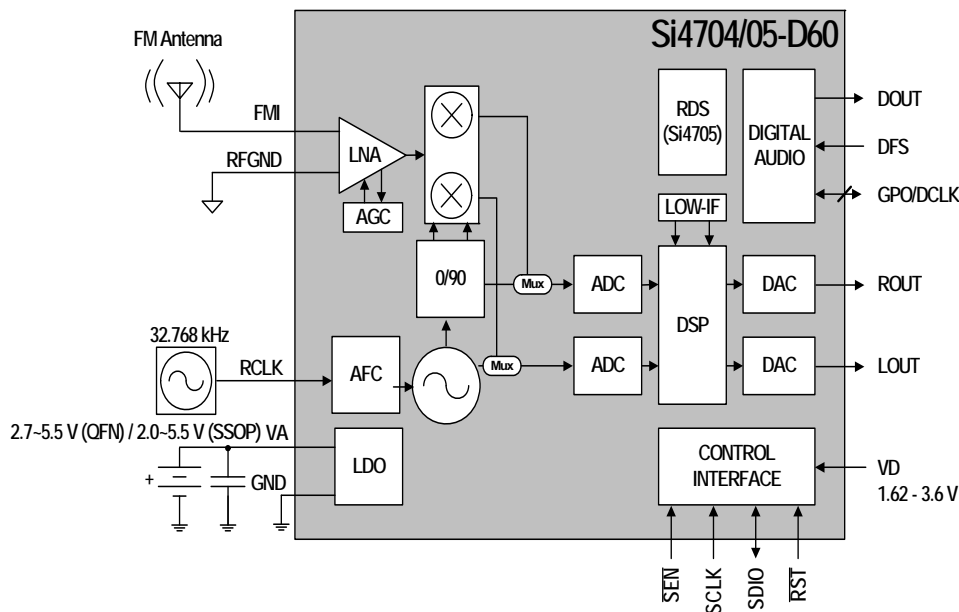 Si4704/05-D60
FM Antenna
FMI
RFGND
LNA
AGC
RDS
(Si4705)
DIGITAL
AUDIO
DOUT
DFS
GPO/DCLK
LOW-IF
0/90
Mux
ADC
DSP
DAC
ROUT
32.768 kHz
RCLK
AFC
Mux
ADC
DAC
LOUT
2.7~5.5 V (QFN) / 2.0~5.5 V (SSOP) VA
+
GND
LDO
CONTROL
INTERFACE
VD
1.62 - 3.6 V
SEN
SCLK
SDIO
RST